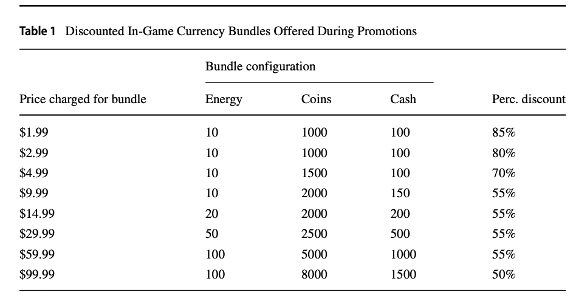 Table 1 Discounted In-Game Currency Bundles Offered During Promotions
Bundle configuration
Price charged for bundle Energy Coins Cash Perc. discount
$1.99 10 1000 100 85%
$2.99 10 1000 100 80%
$4.99 10 1500 100 70%
$9.99 10 2000 150 55%
$14.99 20 2000 200 55%
$29.99 50 2500 500 55%
$59.99 100 5000 1000 55%
$99.99 100 8000 1500 50%